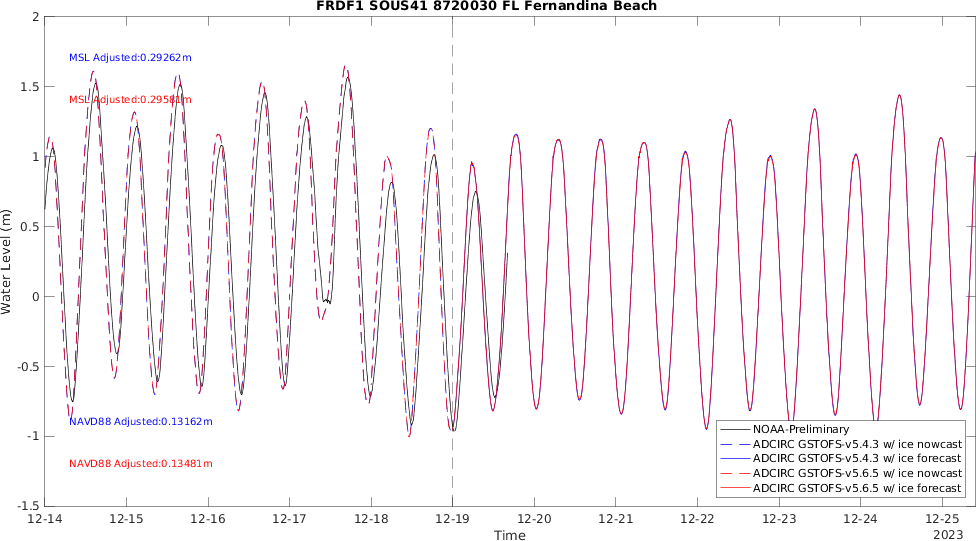 FRDF1 SOUS41 8720030 FL Fernandina Beach
2
1.5
1
0.5
0
-0.5
-1
-1.5
Water Level (m)
MSL Adjusted:0.29262m
MSL Adjusted:0.29581m
NAVD88 Adjusted:0.13162m
NAVD88 Adjusted:0.13481m
NOAA-Preliminary
ADCIRC GSTOFS-v5.4.3 w/ ice nowcast
ADCIRC GSTOFS-v5.4.3 w/ ice forecast
ADCIRC GSTOFS-v5.6.5 w/ ice nowcast
ADCIRC GSTOFS-v5.6.5 w/ ice forecast
12-14 12-15 12-16 12-17 12-18 12-19 12-20 12-21 12-22 12-23 12-24 12-25
Time
2023